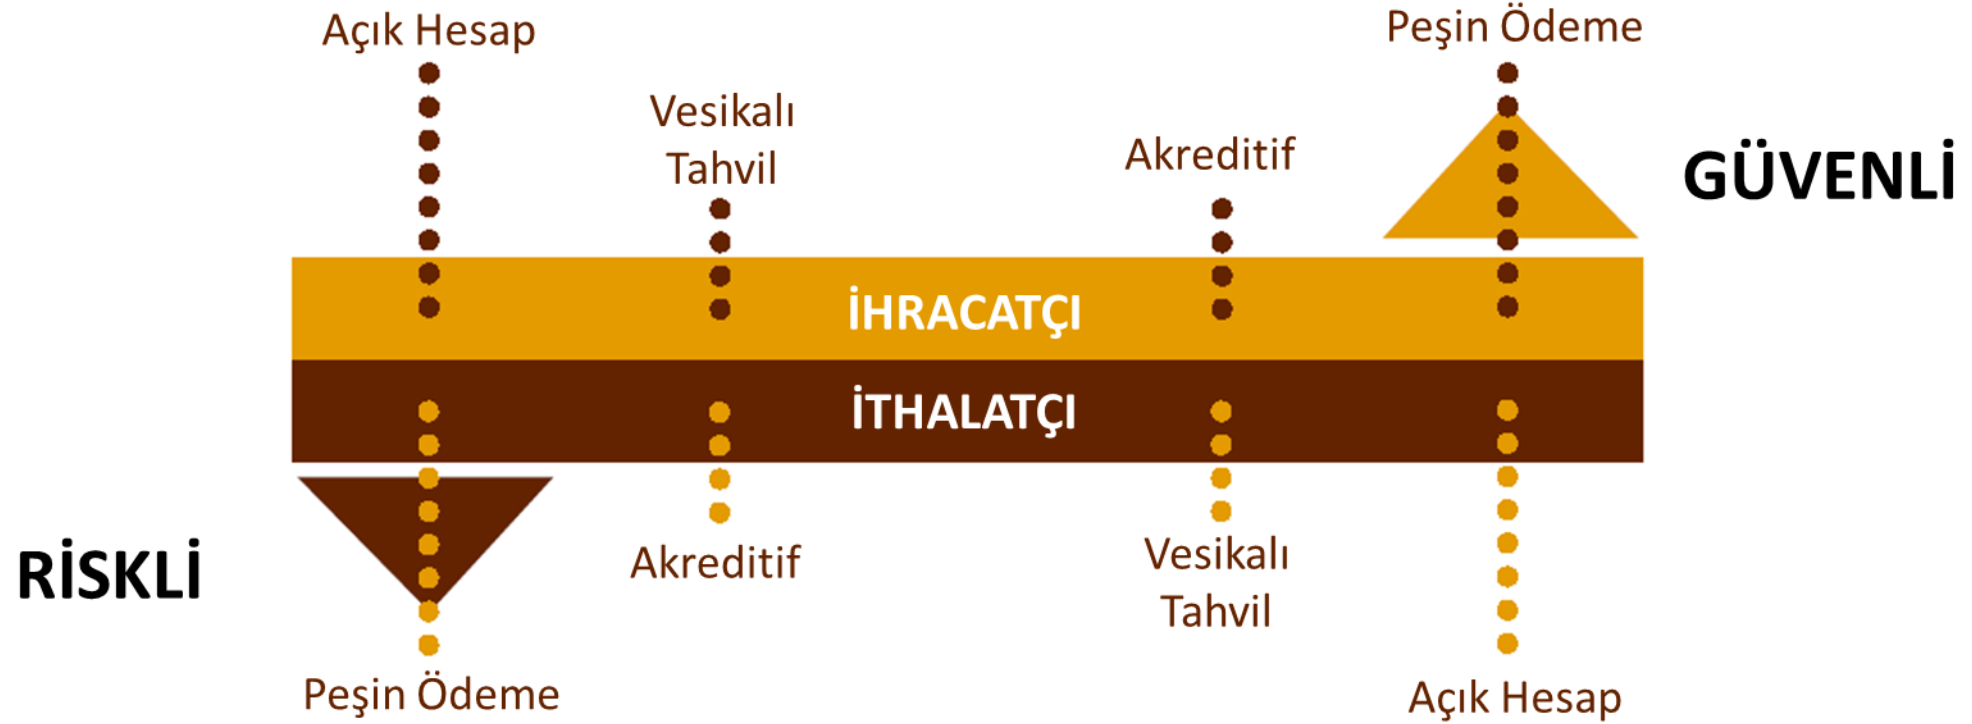 Açık Hesap
Peşin Ödeme
Vesikalı
Tahvil
Akreditif
GÜVENLİ
İHRACATÇI
İTHALATÇI
RİSKLİ
Akreditif
Vesikalı
Tahvil
Peşin Ödeme
Açık Hesap